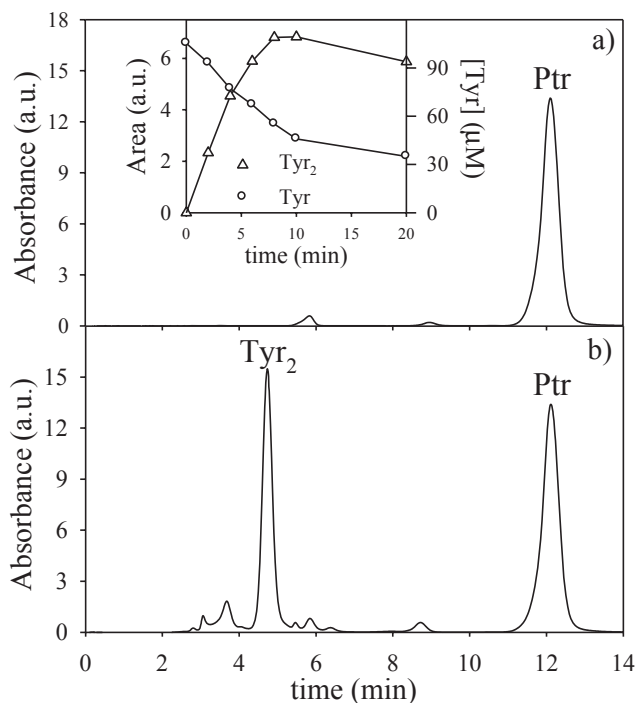 a)
Ptr
Absorbance (a.u.)
18
15
12
9
6
3
0
Area (a.u.)
6
4
2
0
Tyr₂
Tyr
[Tyr] (μM)
90
60
30
0
0 5 10 15 20
time (min)
b)
Tyr₂
Ptr
Absorbance (a.u.)
15
12
9
6
3
0
0 2 4 6 8 10 12 14
time (min)